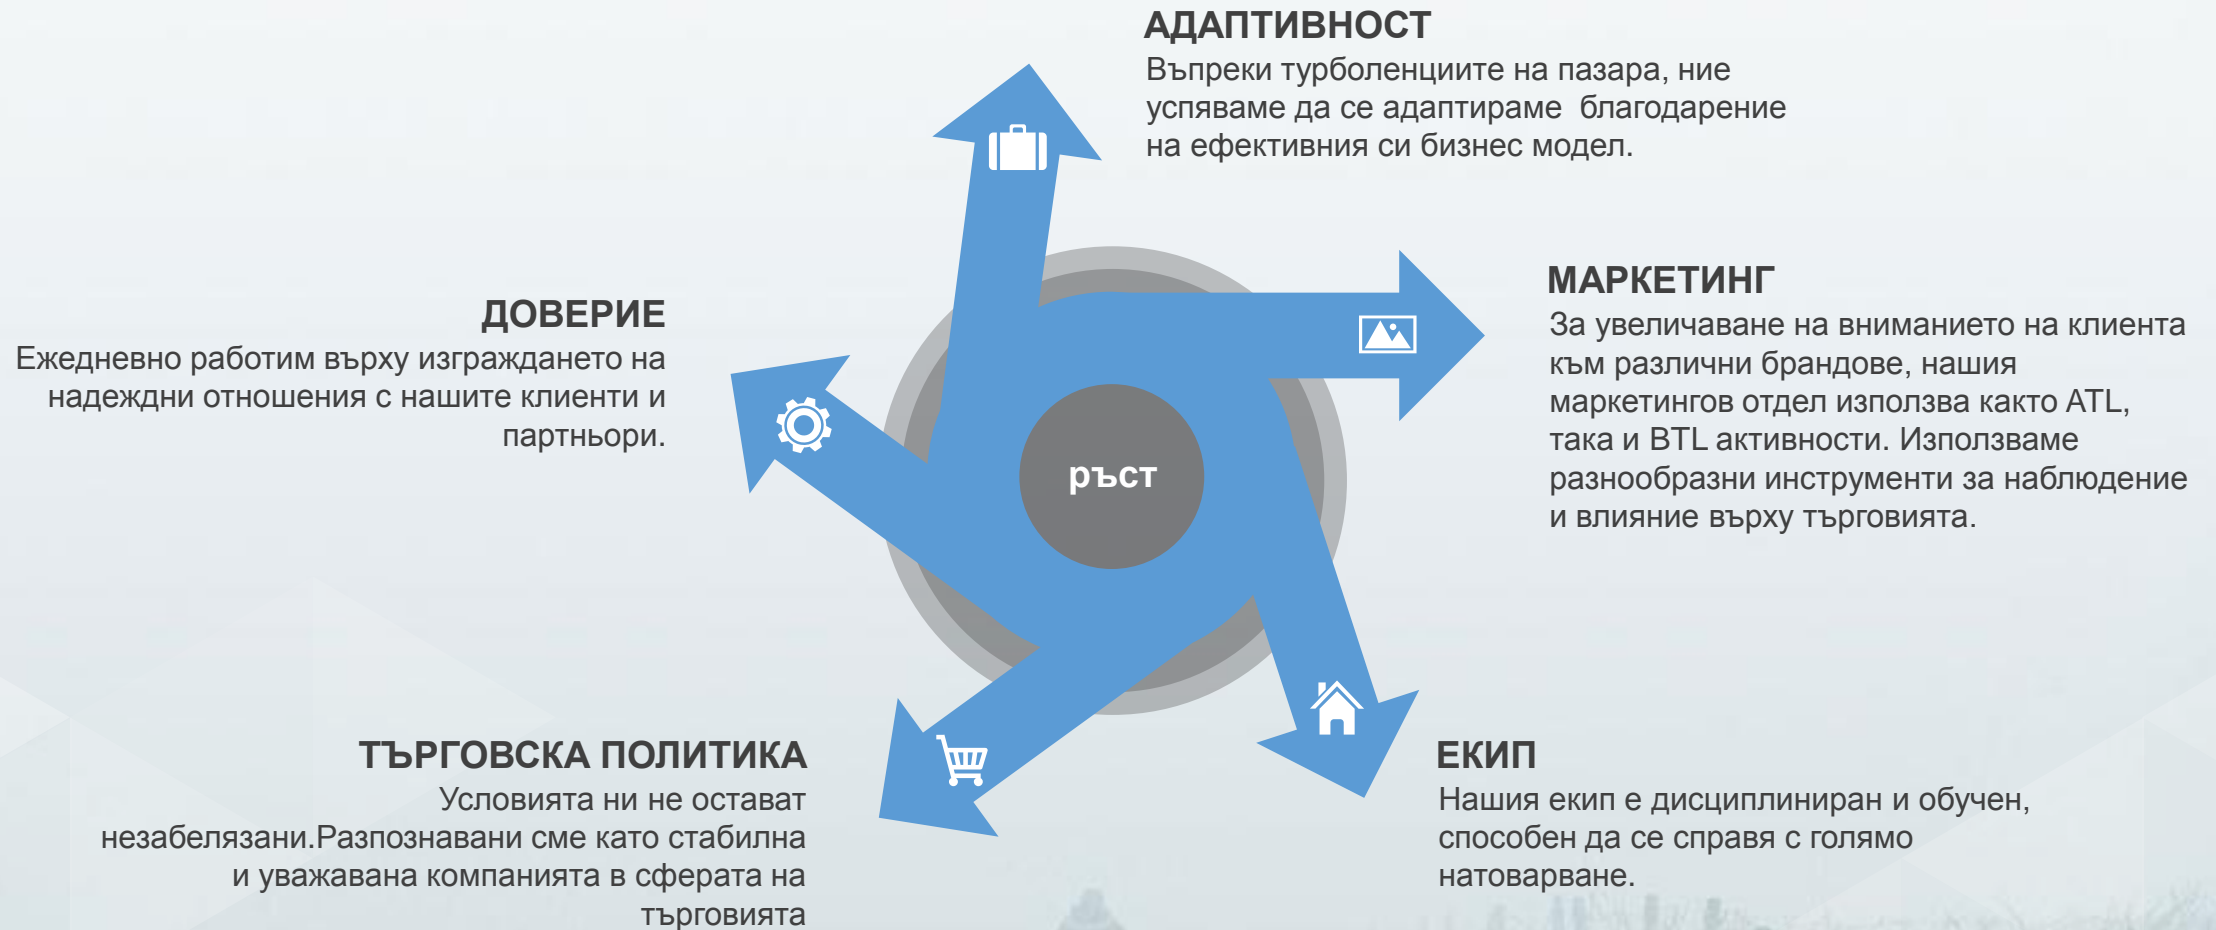 АДАПТИВНОСТ
Въпреки турболенциите на пазара, ние
успяваме да се адаптираме  благодарение
на ефективния си бизнес модел.
МАРКЕТИНГ
За увеличаване на вниманието на клиента
към различни брандове, нашия
маркетингов отдел използва както ATL,
така и BTL активности. Използваме
разнообразни инструменти за наблюдение
и влияние върху търговията.
ДОВЕРИЕ
Ежедневно работим върху изграждането на
надеждни отношения с нашите клиенти и
партньори.
ръст
ТЪРГОВСКА ПОЛИТИКА
Условията ни не остават
незабелязани.Разпознавани сме като стабилна
и уважавана компанията в сферата на
търговията
ЕКИП
Нашия екип е дисциплиниран и обучен,
способен да се справя с голямо
натоварване.